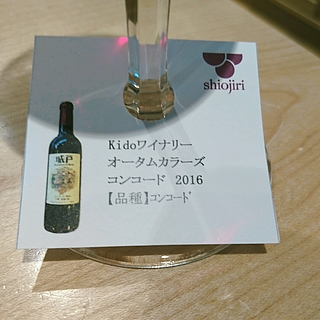 shiojiri
城戸
Kidoワイナリー
オータムカラーズ
コンコード 2016
【品種】コンコード